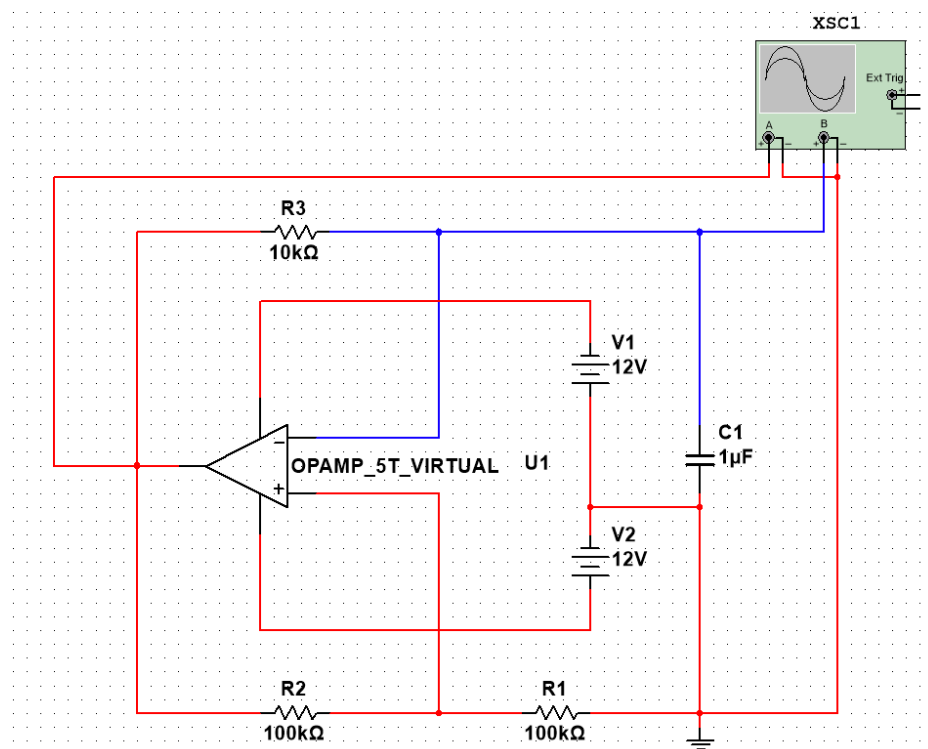 XSC1
Ext Trig
+
−
A
B
+
−
+
−
R3
10kΩ
V1
12V
C1
1µF
−
OPAMP_5T_VIRTUAL
U1
+
V2
12V
R2
100kΩ
R1
100kΩ